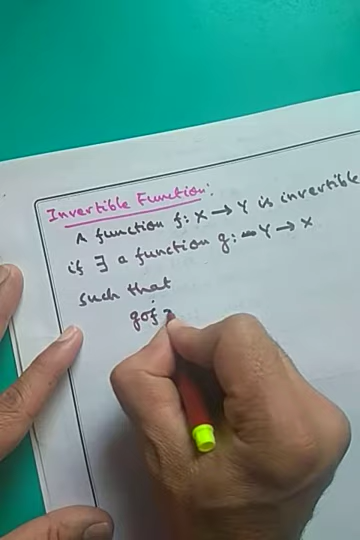 Invertible Function:
A function f: X → Y is invertible
if ∃ a function g: Y → X
such that
gof =